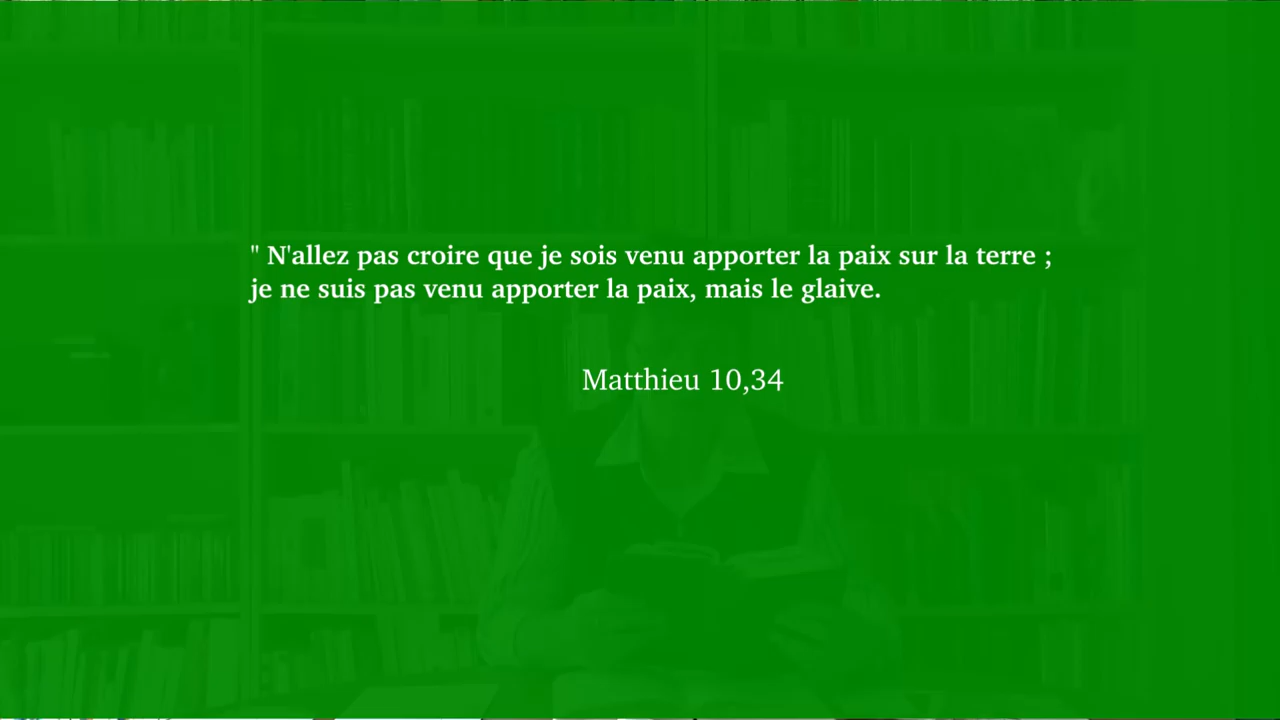 " N'allez pas croire que je sois venu apporter la paix sur la terre ;
je ne suis pas venu apporter la paix, mais le glaive.
Matthieu 10,34